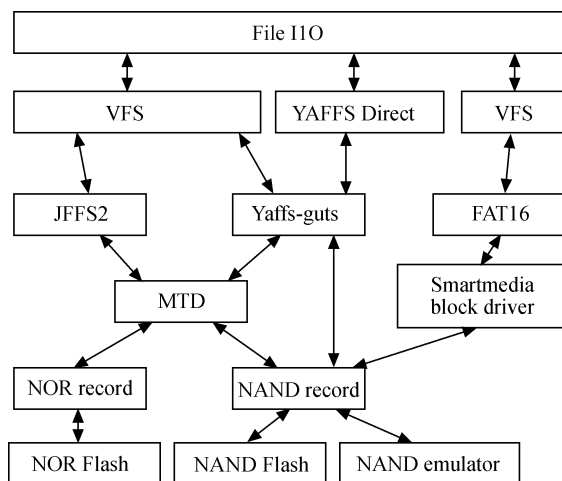 File I1O
VFS
YAFFS Direct
VFS
JFFS2
Yaffs-guts
FAT16
MTD
Smartmedia
block driver
NOR record
NAND record
NOR Flash
NAND Flash
NAND emulator